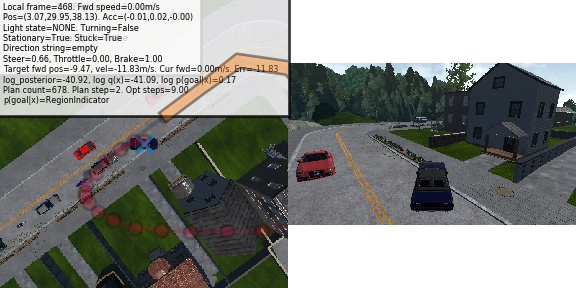 Local frame=468. Fwd speed=0.00m/s
Pos=(3.07,29.95,38.13). Acc=(-0.01,0.02,-0.00)
Light state=NONE. Turning=False
Stationary=True. Stuck=True
Direction string=empty
Steer=0.66, Throttle=0.00, Brake=1.00
Target fwd pos=-9.47, vel=-11.83m/s. Cur fwd=0.00m/s. Err=-11.83
log_posterior=-40.92, log q(x)=-41.09, log p(goal|x)=0.17
Plan count=678. Plan step=2. Opt steps=9.00
p(goal|x)=RegionIndicator